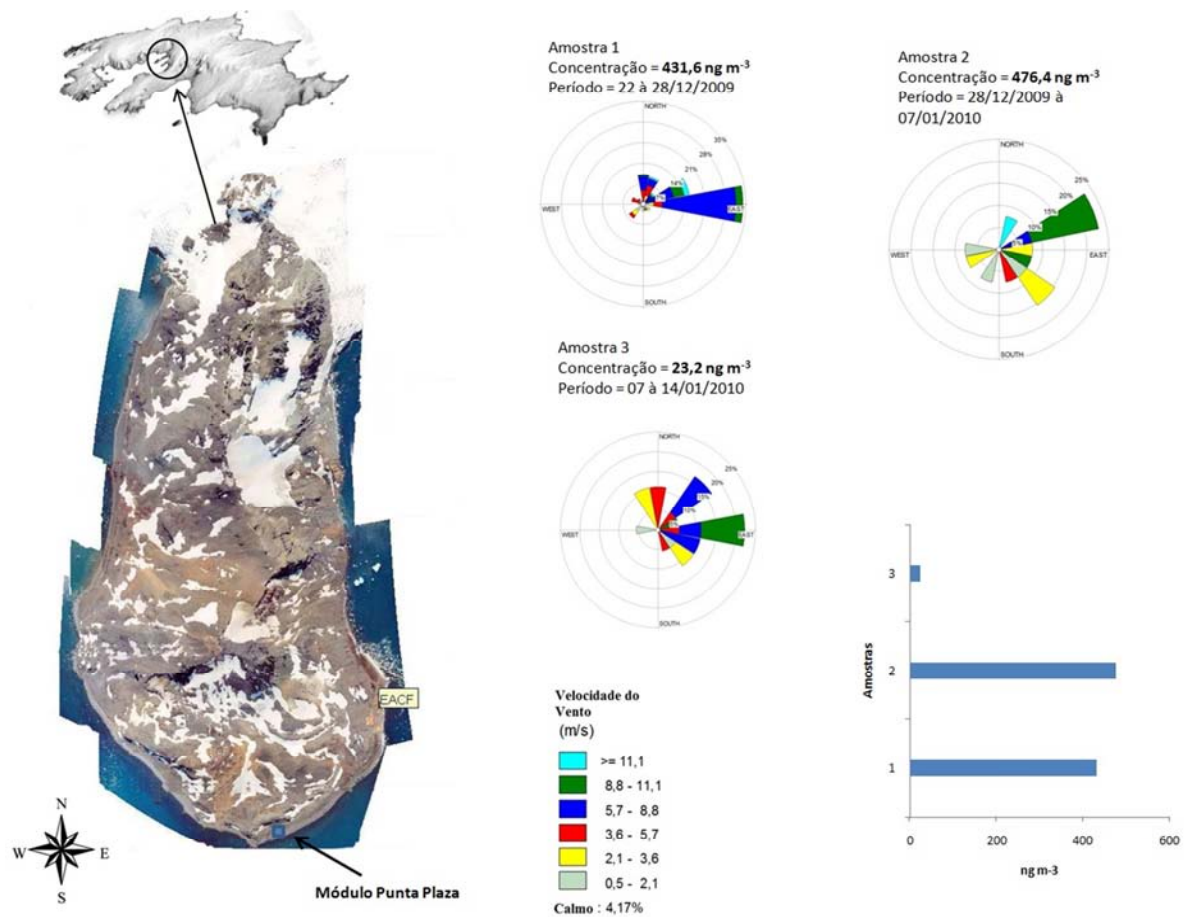 Amostra 1
Concentração = 431,6 ng m-3
Período = 22 à 28/12/2009
NORTH
35%
28%
21%
14%
7%
WEST
EAST
SOUTH
Amostra 2
Concentração = 476,4 ng m-3
Período = 28/12/2009 à
07/01/2010
NORTH
25%
20%
15%
10%
5%
WEST
EAST
SOUTH
Amostra 3
Concentração = 23,2 ng m-3
Período = 07 à 14/01/2010
NORTH
25%
20%
15%
10%
5%
WEST
EAST
SOUTH
EACF
N
W
E
S
Módulo Punta Plaza
Velocidade do
Vento
(m/s)
>= 11,1
8,8 - 11,1
5,7 - 8,8
3,6 - 5,7
2,1 - 3,6
0,5 - 2,1
Calmo : 4,17%
Amostras
3
2
1
0
200
400
600
ng m-3